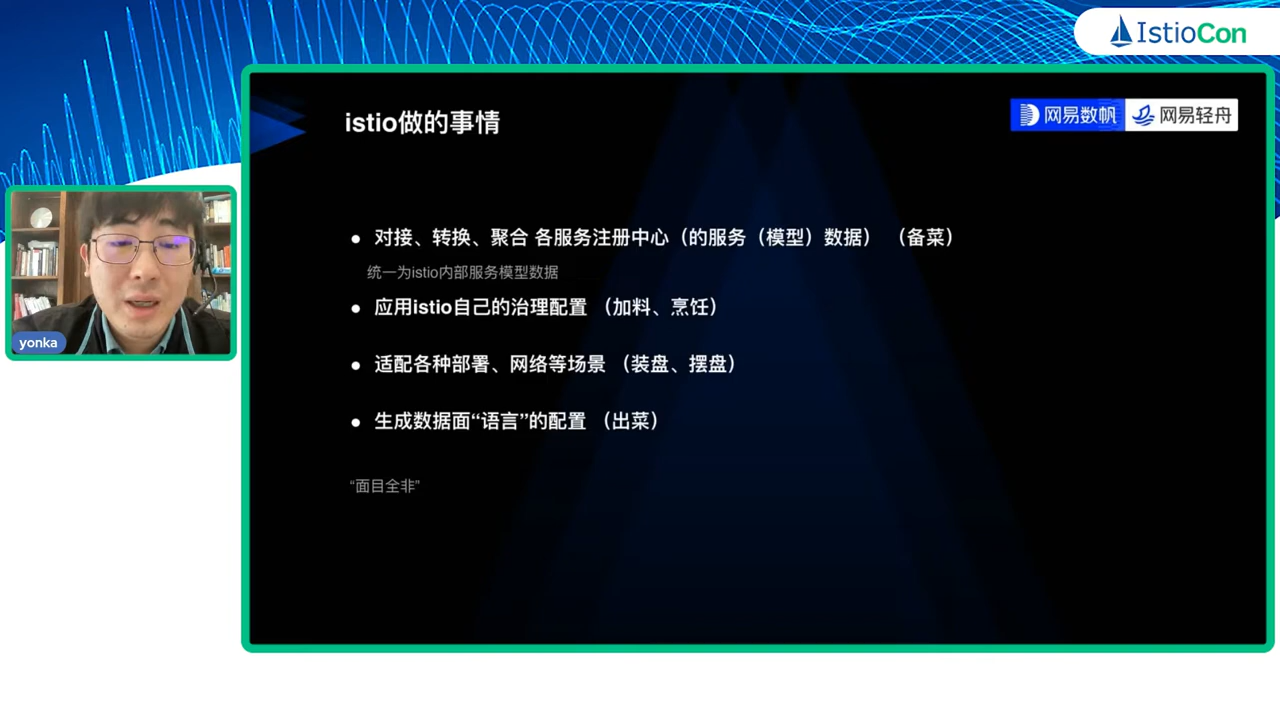 IstioCon
istio做的事情
网易数帆 网易轻舟
● 对接、转换、聚合 各服务注册中心（的服务（模型）数据）（备菜）
统一为istio内部服务模型数据
● 应用istio自己的治理配置 （加料、烹饪）
● 适配各种部署、网络等场景 （装盘、摆盘）
● 生成数据面“语言”的配置 （出菜）
“面目全非”
yonka